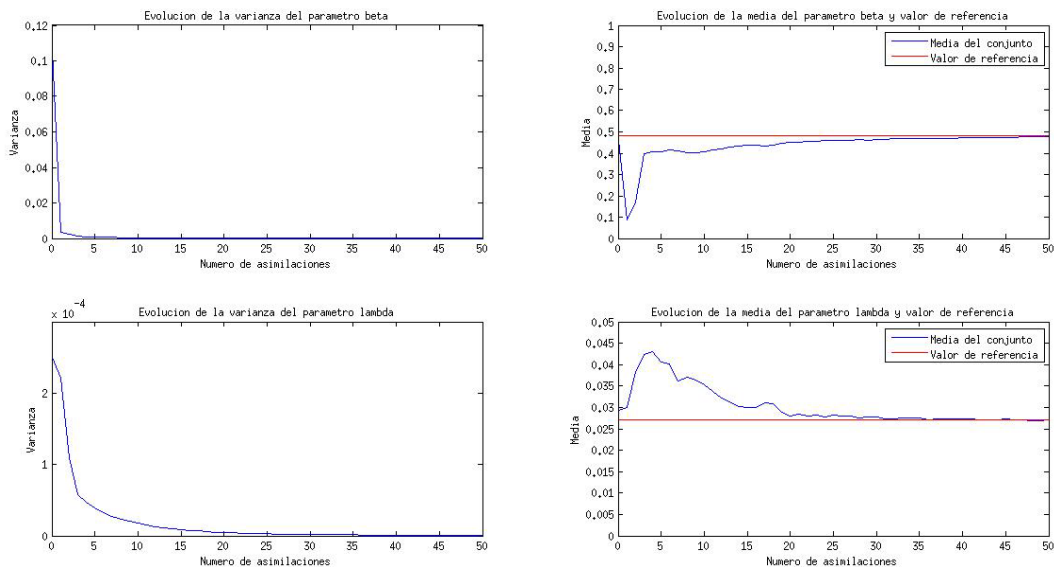 Evolucion de la varianza del parametro beta
0.12
0.1
0.08
0.06
0.04
0.02
0
Varianza
0 5 10 15 20 25 30 35 40 45 50
Numero de asimilaciones
Evolucion de la media del parametro beta y valor de referencia
1
0.9
0.8
0.7
0.6
0.5
0.4
0.3
0.2
0.1
0
Media
Media del conjunto
Valor de referencia
0 5 10 15 20 25 30 35 40 45 50
Numero de asimilaciones
x 10^-4
Evolucion de la varianza del parametro lambda
2
1
0
Varianza
0 5 10 15 20 25 30 35 40 45 50
Numero de asimilaciones
Evolucion de la media del parametro lambda y valor de referencia
0.05
0.045
0.04
0.035
0.03
0.025
0.02
0.015
0.01
0.005
0
Media
Media del conjunto
Valor de referencia
0 5 10 15 20 25 30 35 40 45 50
Numero de asimilaciones